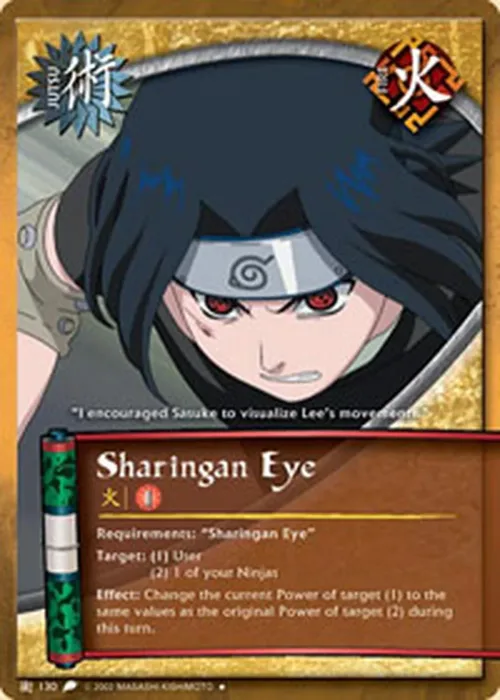 JUTSU 術
FIRE 火
"I encouraged Sasuke to visualize Lee's movements."
Sharingan Eye
火
Requirements: "Sharingan Eye"
Target: (1) User
(2) 1 of your Ninjas
Effect: Change the current Power of target (1) to the
same values as the original Power of target (2) during
this turn.
術 130 © 2002 MASASHI KISHIMOTO